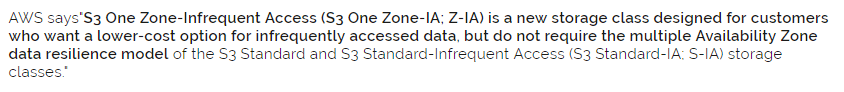 AWS says"S3 One Zone-Infrequent Access (S3 One Zone-IA; Z-IA) is a new storage class designed for customers
who want a lower-cost option for infrequently accessed data, but do not require the multiple Availability Zone
data resilience model of the S3 Standard and S3 Standard-Infrequent Access (S3 Standard-IA; S-IA) storage
classes."